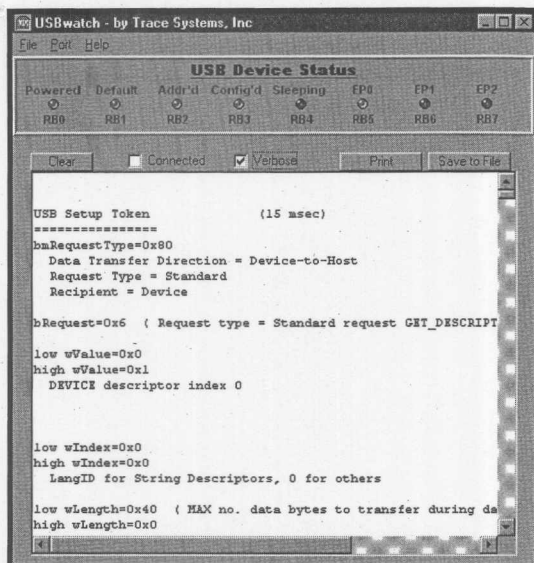 USBwatch - by Trace Systems, Inc
File Port Help
USB Device Status
Powered Default Addr'd Config'd Sleeping EP0 EP1 EP2
RB0 RB1 RB2 RB3 RB4 RB5 RB6 RB7
Clear Connected Verbose Print Save to File
USB Setup Token (15 msec)
================
bmRequestType=0x80
Data Transfer Direction = Device-to-Host
Request Type = Standard
Recipient = Device
bRequest=0x6 ( Request type = Standard request GET_DESCRIPT
low wValue=0x0
high wValue=0x1
DEVICE descriptor index 0
low wIndex=0x0
high wIndex=0x0
LangID for String Descriptors, 0 for others
low wLength=0x40 ( MAX no. data bytes to transfer during da
high wLength=0x0